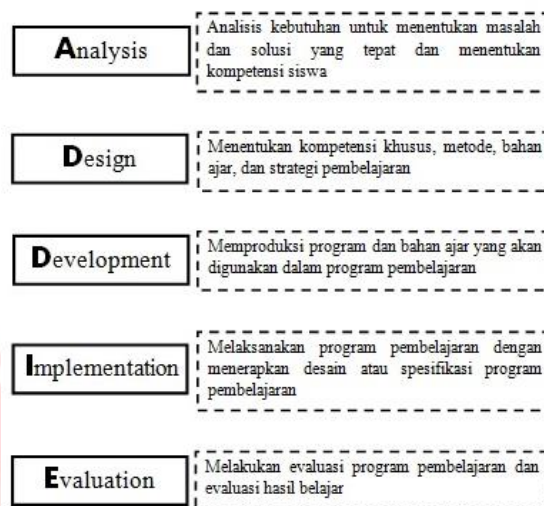 Analysis
Analisis kebutuhan untuk menentukan masalah
dan solusi yang tepat dan menentukan
kompetensi siswa
Design
Menentukan kompetensi khusus, metode, bahan
ajar, dan strategi pembelajaran
Development
Memproduksi program dan bahan ajar yang akan
digunakan dalam program pembelajaran
Implementation
Melaksanakan program pembelajaran dengan
menerapkan desain atau spesifikasi program
pembelajaran
Evaluation
Melakukan evaluasi program pembelajaran dan
evaluasi hasil belajar